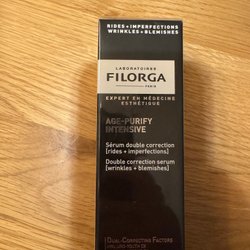 RIDES + IMPERFECTIONS
WRINKLES + BLEMISHES
LABORATOIRES
FILORGA
PARIS
EXPERT EN MÉDECINE
ESTHÉTIQUE
AGE-PURIFY
INTENSIVE
Sérum double correction
[rides + imperfections]
Double correction serum
[wrinkles + blemishes]
DUAL-CORRECTING FACTORS